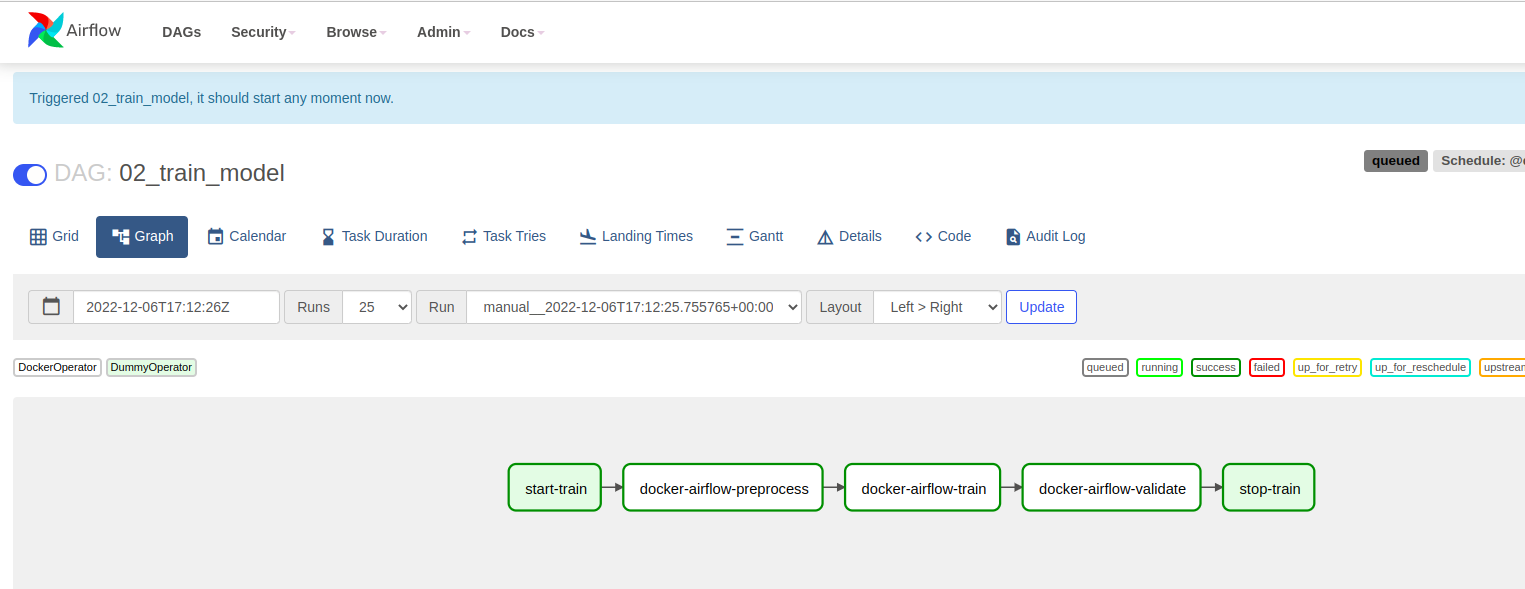 Airflow DAGs Security Browse Admin Docs
Triggered 02_train_model, it should start any moment now.
DAG: 02_train_model queued Schedule: @
Grid Graph Calendar Task Duration Task Tries Landing Times Gantt Details Code Audit Log
2022-12-06T17:12:26Z Runs 25 Run manual__2022-12-06T17:12:25.755765+00:00 Layout Left > Right Update
DockerOperator DummyOperator queued running success failed up_for_retry up_for_reschedule upstream
start-train docker-airflow-preprocess docker-airflow-train docker-airflow-validate stop-train